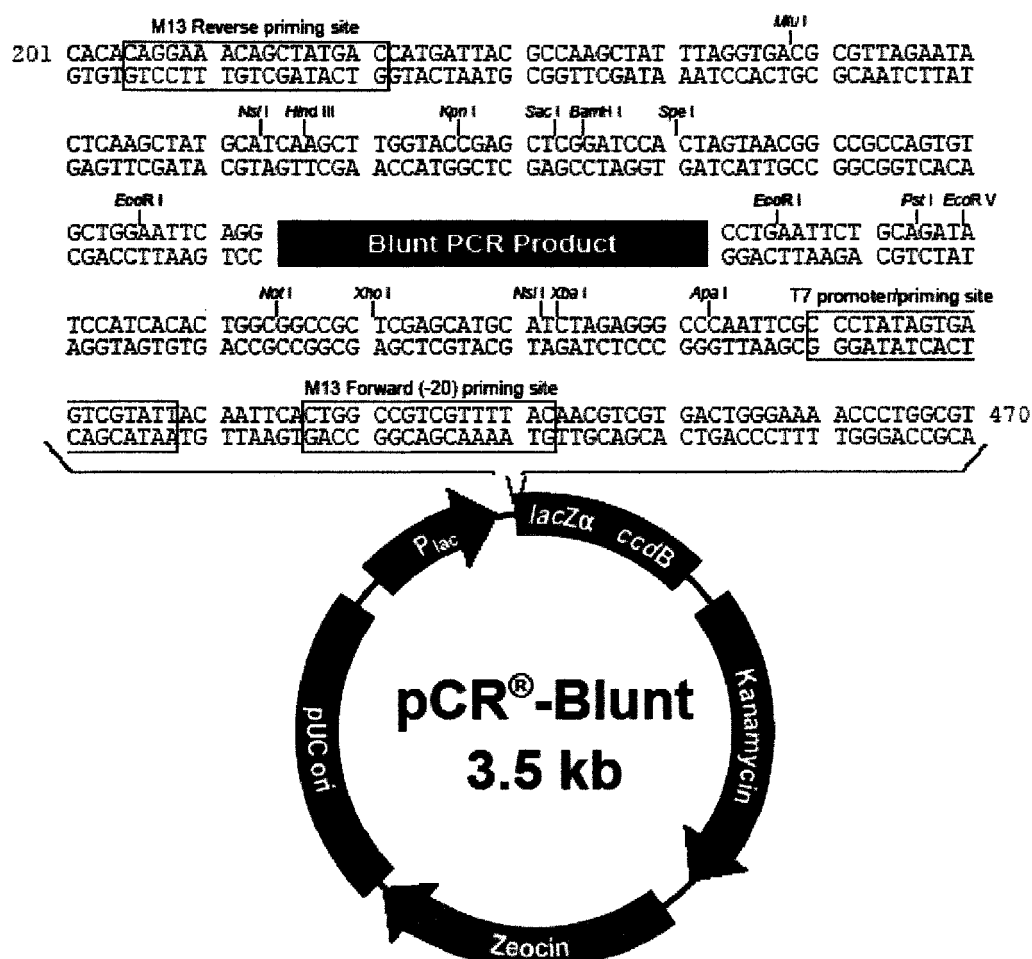 M13 Reverse priming site
Mlu I
201 CACACAGGAA ACAGCTATGAC CATGATTAC GCCAAGCTAT TTAGGTGACG CGTTAGAATA
GTGTGTCCTT TGTCGATACTG GTACTAATG CGGTTCGATA AATCCACTGC GCAATCTTAT
Nsi I Hind III Kpn I Sac I BamH I Spe I
CTCAAGCTAT GCATCAAGCT TGGTACCGAG CTCGGATCCA CTAGTAACGG CCGCCAGTGT
GAGTTCGATA CGTAGTTCGA ACCATGGCTC GAGCCTAGGT GATCATTGCC GGCGGTCACA
EcoR I EcoR I Pst I EcoR V
GCTGGAATTC AGG Blunt PCR Product CCTGAATTCT GCAGATA
CGACCTTAAG TCC GGACTTAAGA CGTCTAT
Not I Xho I Nsi I Xba I Apa I T7 promoter/priming site
TCCATCACAC TGGCGGCCGC TCGAGCATGC ATCTAGAGGG CCCAATTCGC CCTATAGTGA
AGGTAGTGTG ACCGCCGGCG AGCTCGTACG TAGATCTCCC GGGTTAAGCG GGATATCACT
M13 Forward (-20) priming site
GTCGTATTAC AATTCACTGG CCGTCGTTTT ACAACGTCGT GACTGGGAAA ACCCTGGCGT 470
CAGCATAATG TTAAGTGACC GGCAGCAAAA TGTTGCAGCA CTGACCCTTT TGGGACCGCA
Plac lacZα ccdB
pUC ori
Kanamycin
pCR®-Blunt
3.5 kb
Zeocin